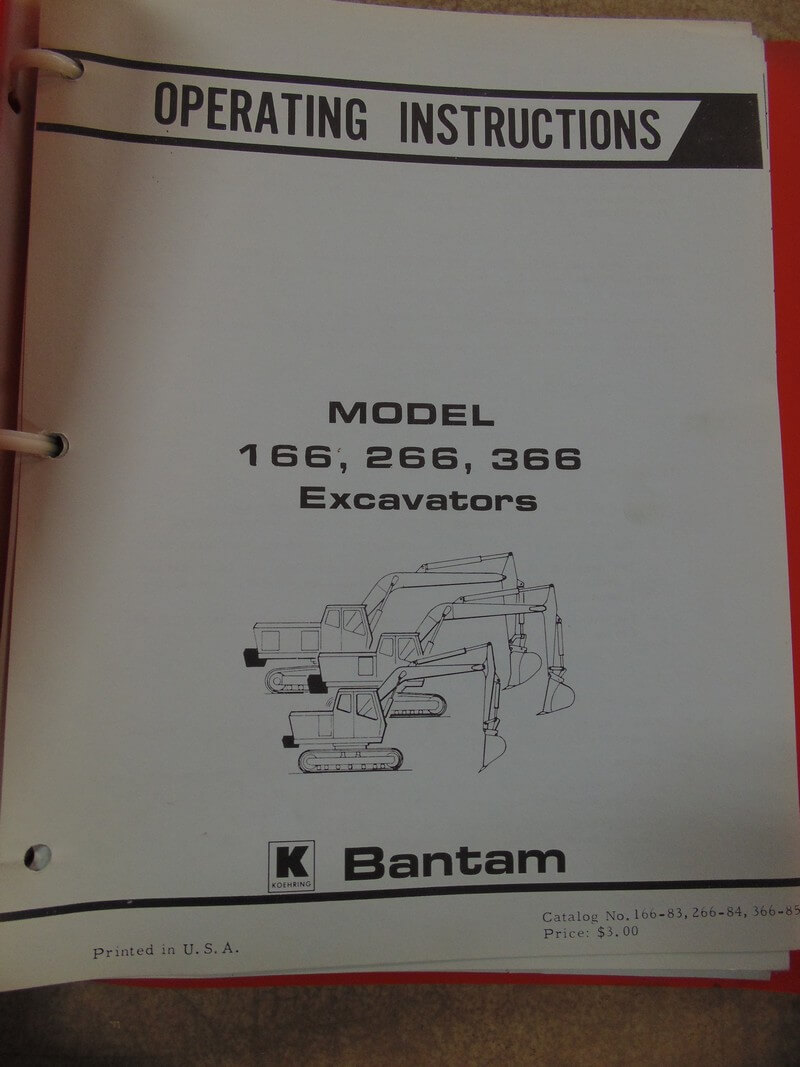 OPERATING INSTRUCTIONS
MODEL
166, 266, 366
Excavators
K Bantam
KOEHRING
Catalog No. 166-83, 266-84, 366-85
Price: $3.00
Printed in U.S.A.